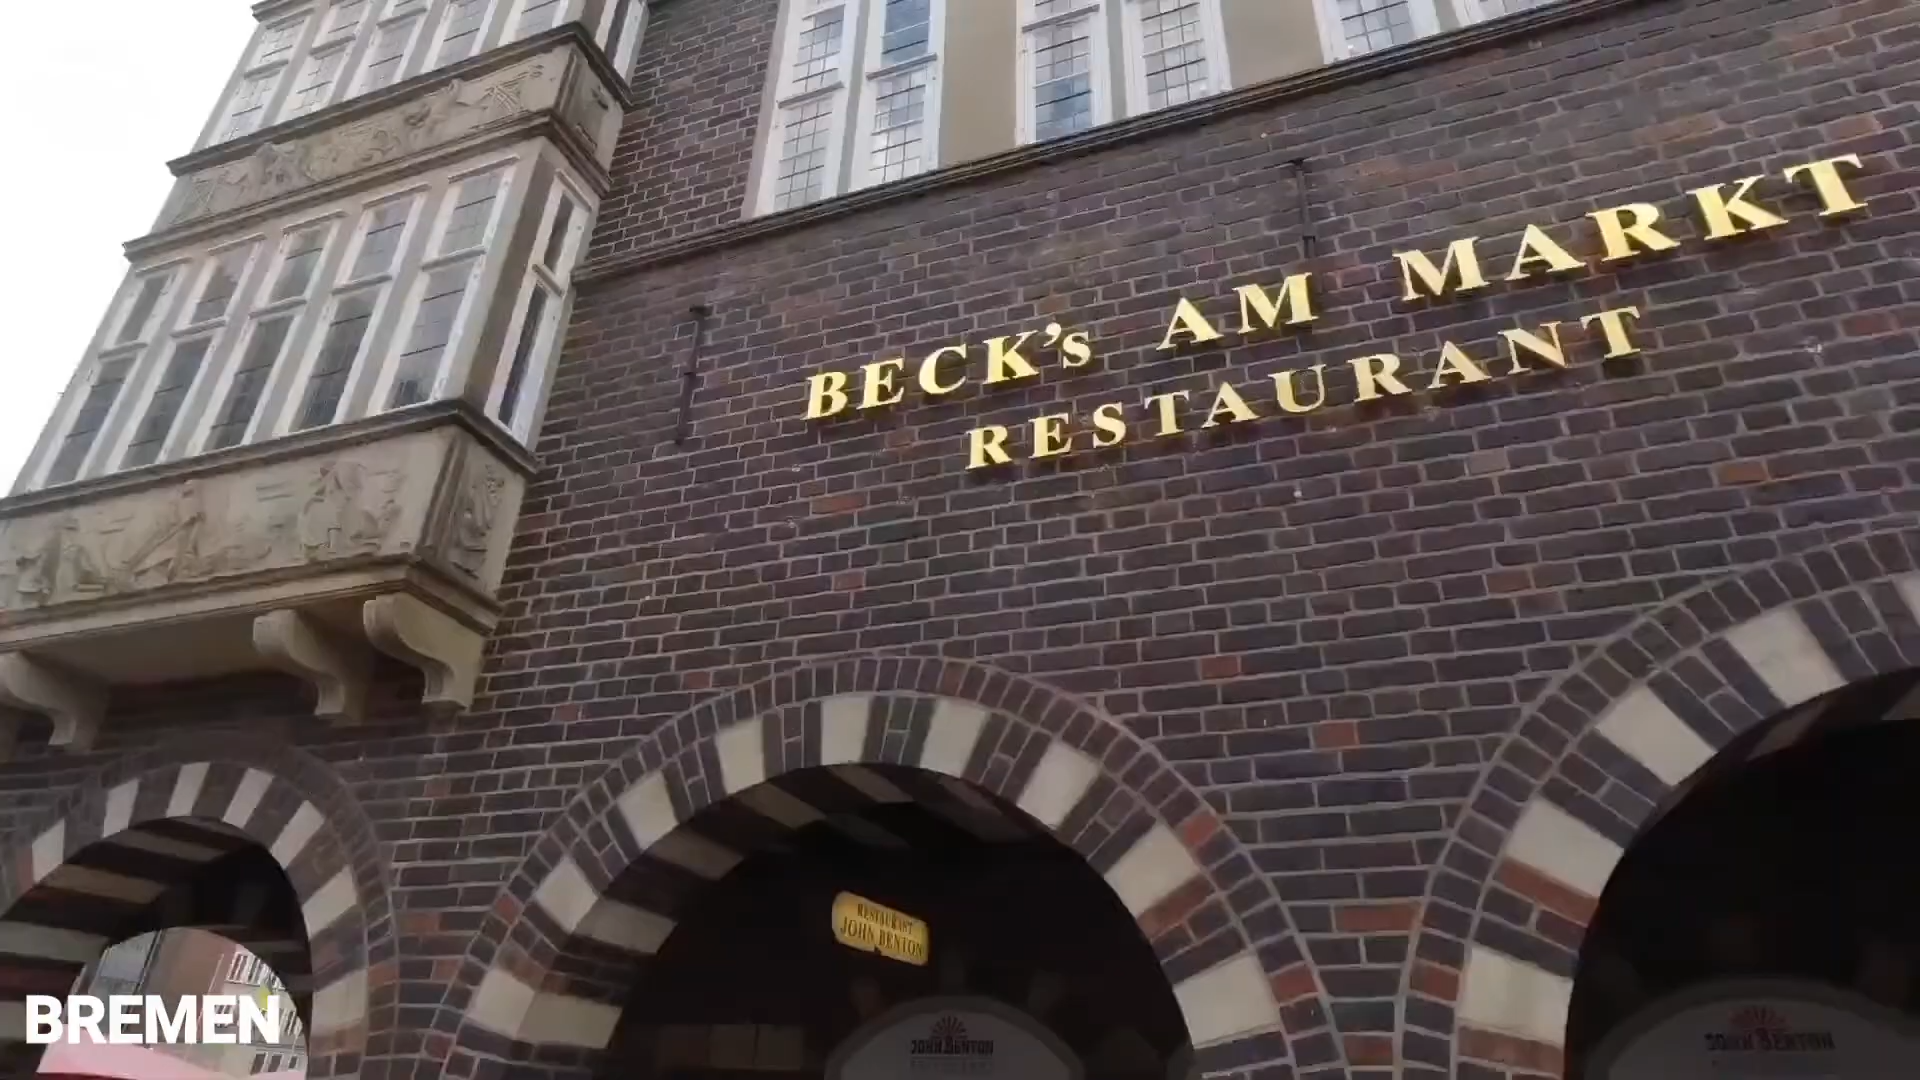 BECK's AM MARKT
RESTAURANT
RESTAURANT
JOHN BENTON
JOHN BENTON
JOHN BENTON
BREMEN